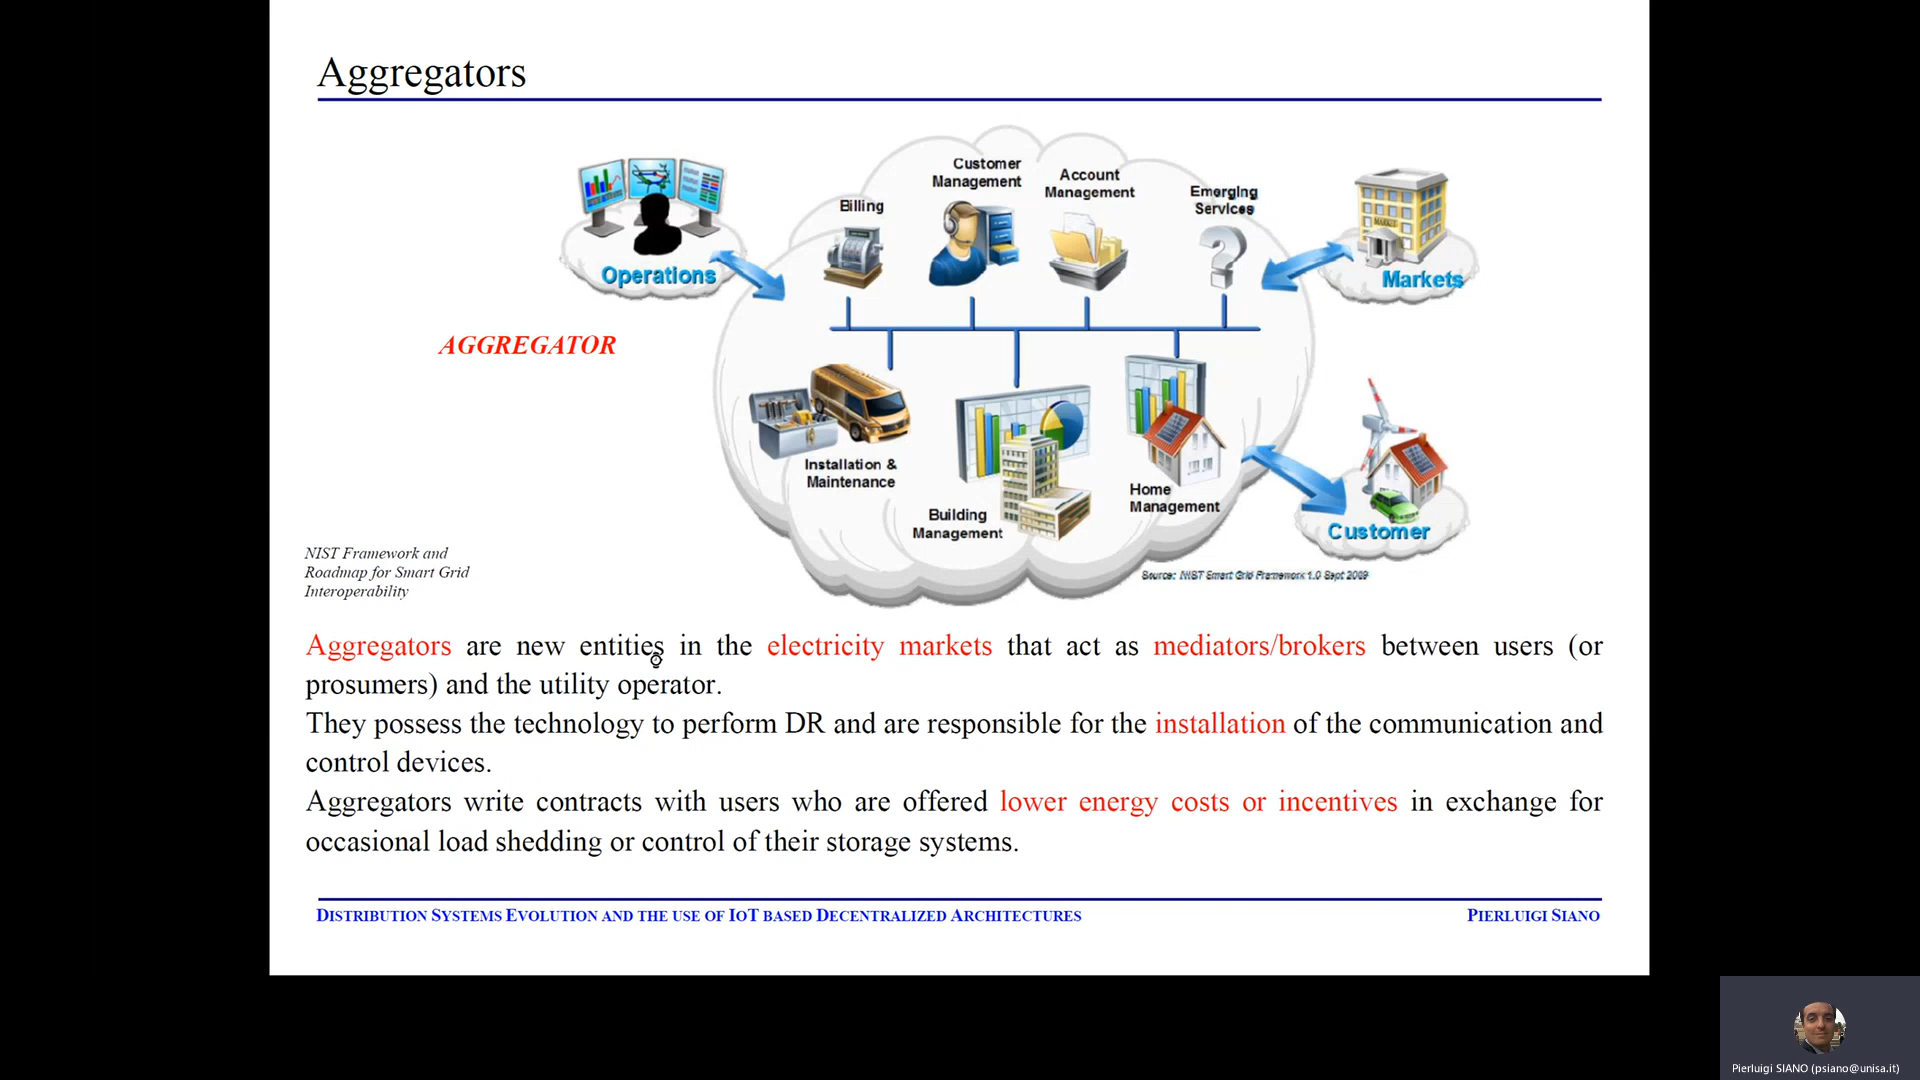 Aggregators
Customer
Management
Account
Management
Emerging
Services
Billing
MARKET
Operations
Markets
AGGREGATOR
Installation &
Maintenance
Building
Management
Home
Management
Customer
NIST Framework and
Roadmap for Smart Grid
Interoperability
Source: NIST Smart Grid Framework 1.0 Sept 2009
Aggregators are new entities in the electricity markets that act as mediators/brokers between users (or
prosumers) and the utility operator.
They possess the technology to perform DR and are responsible for the installation of the communication and
control devices.
Aggregators write contracts with users who are offered lower energy costs or incentives in exchange for
occasional load shedding or control of their storage systems.
DISTRIBUTION SYSTEMS EVOLUTION AND THE USE OF IOT BASED DECENTRALIZED ARCHITECTURES
PIERLUIGI SIANO
Pierluigi SIANO (psiano@unisa.it)